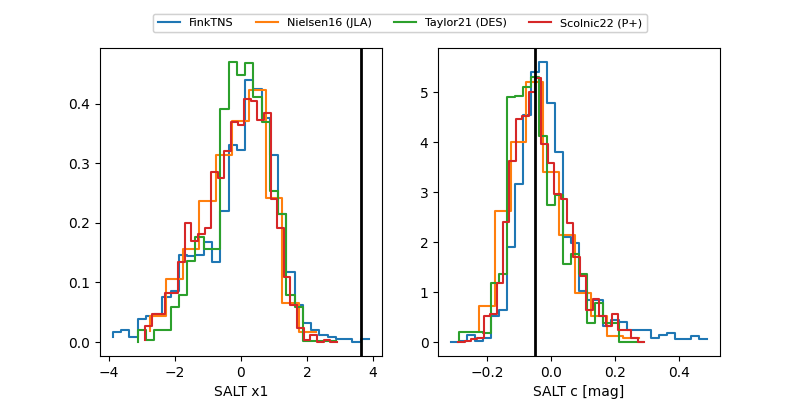 FinkTNS Nielsen16 (JLA) Taylor21 (DES) Scolnic22 (P+)
0.4
0.3
0.2
0.1
0.0
−4 −2 0 2 4
SALT x1
5
4
3
2
1
0
−0.2 0.0 0.2 0.4
SALT c [mag]